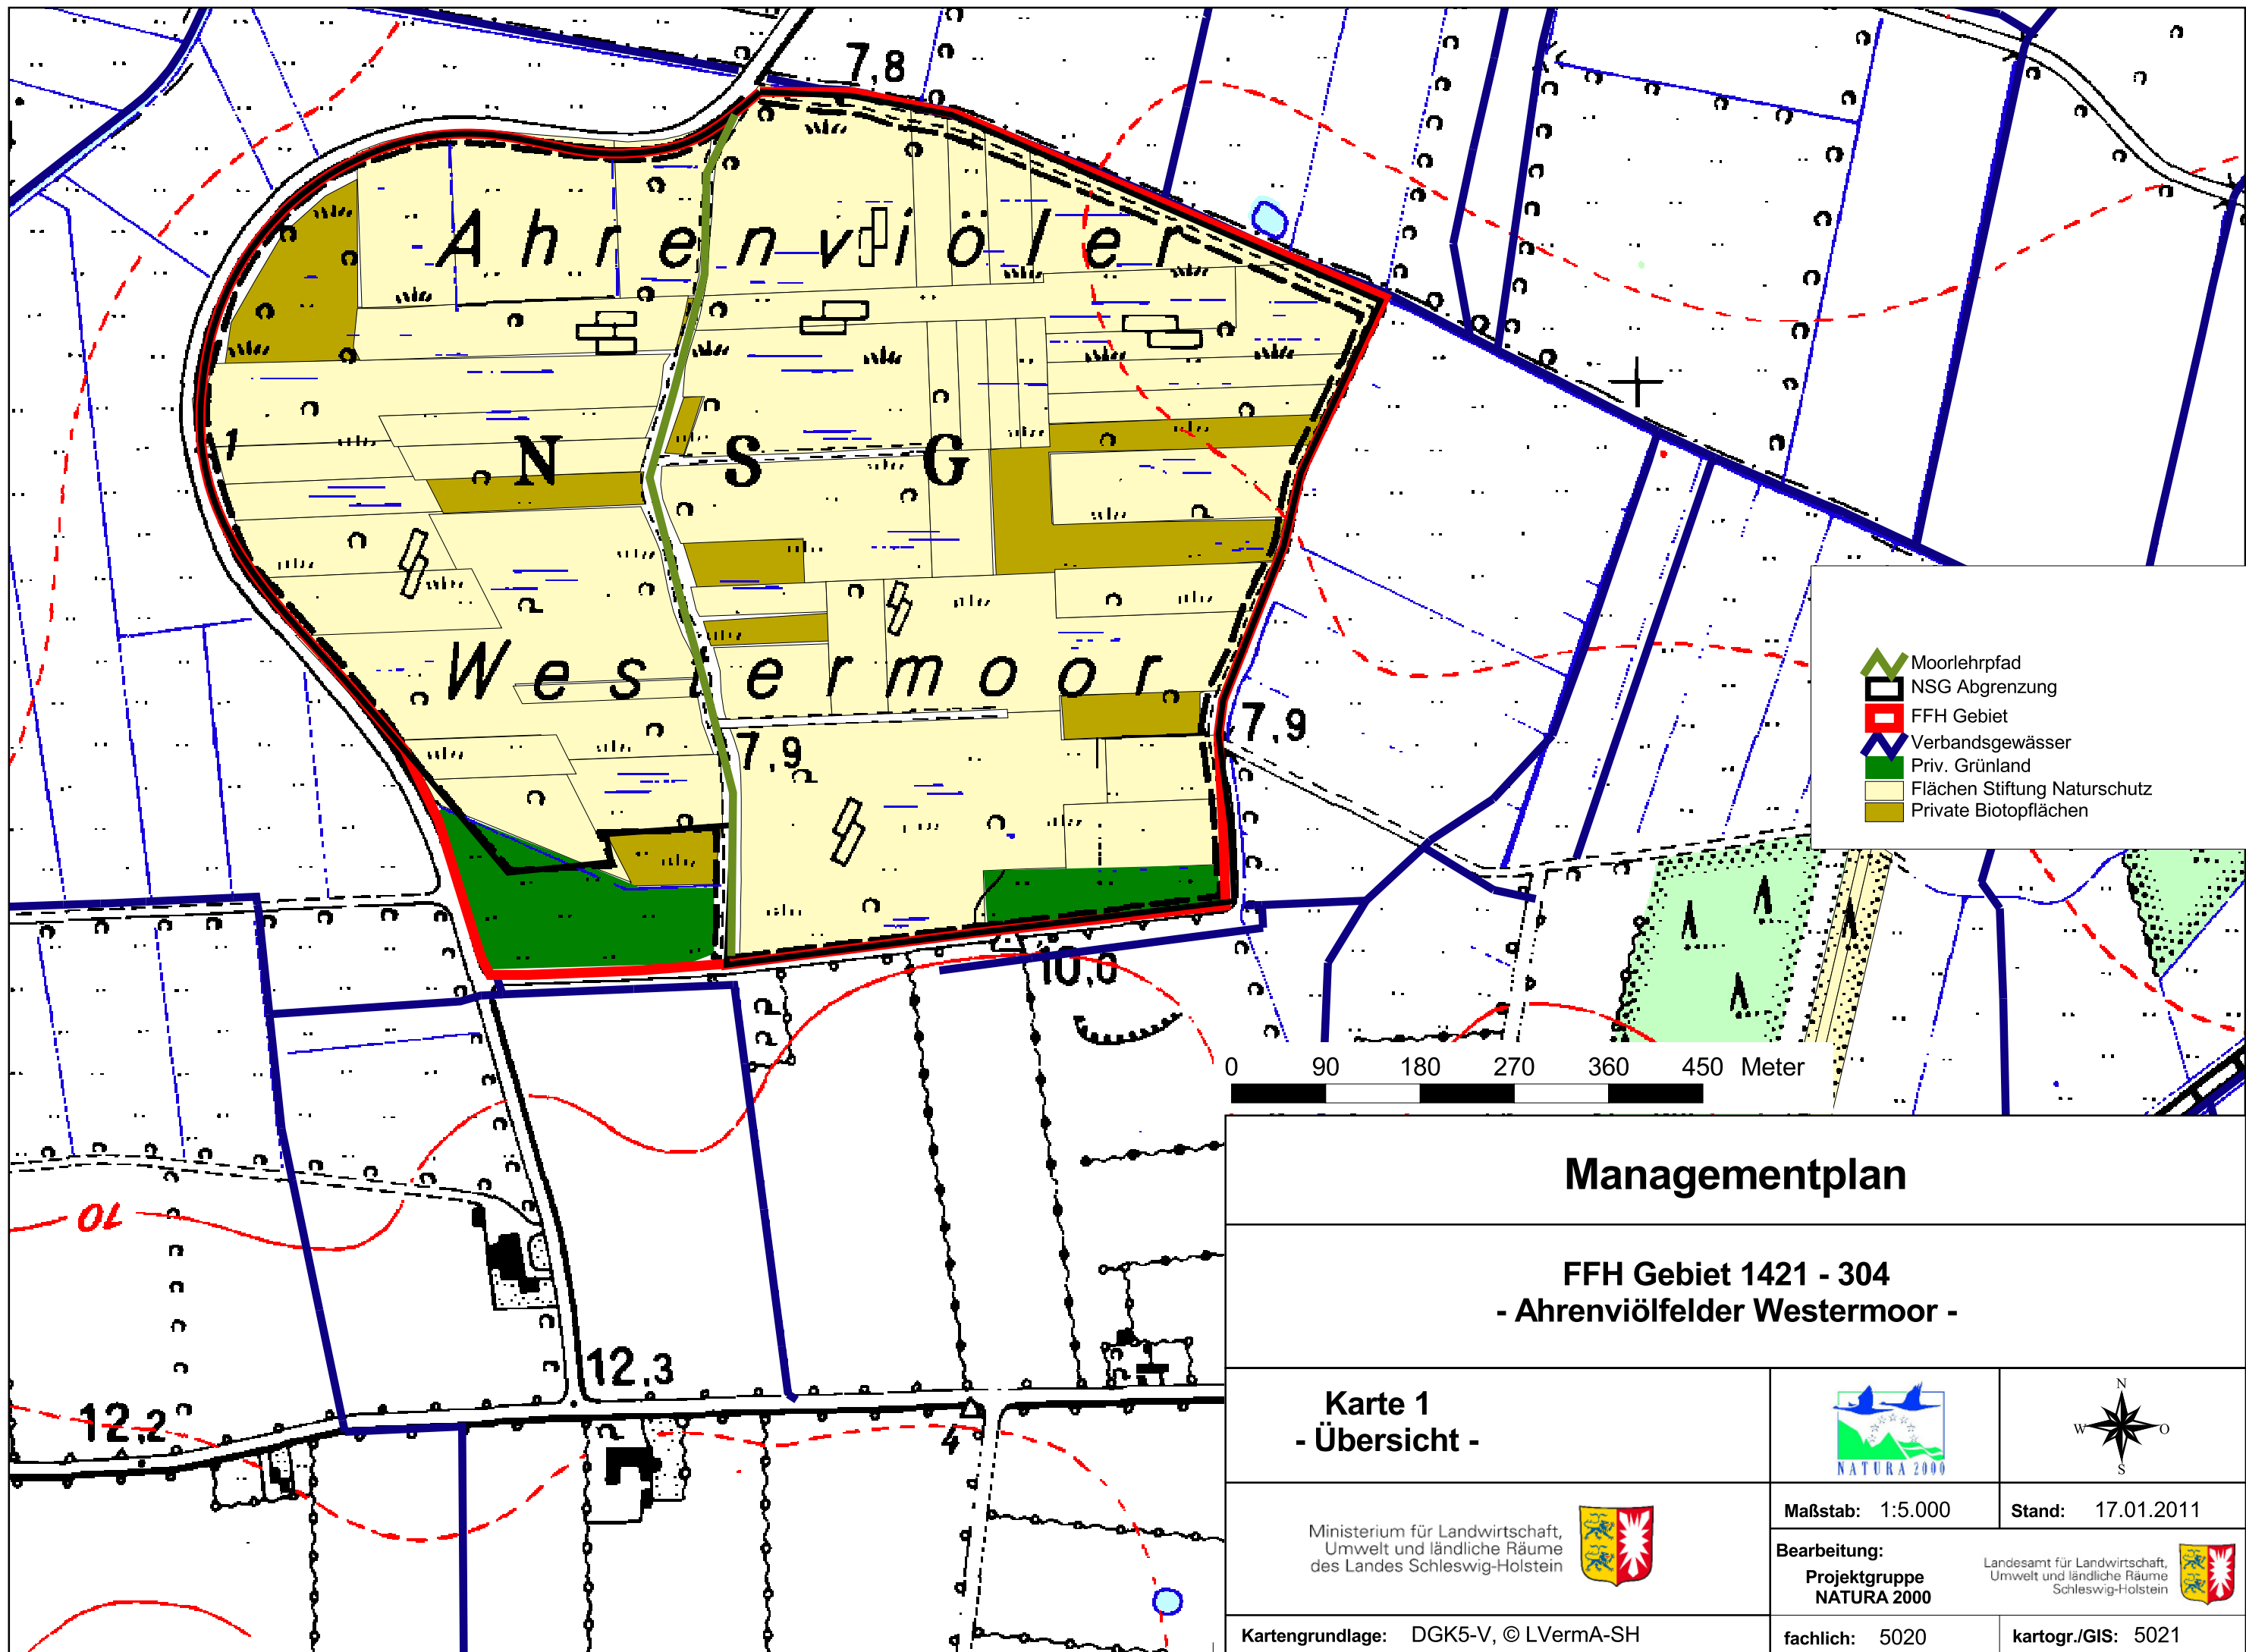 7,8
Ahrenviöler
1
N S G
Westermoor
7,9
7,9
10,0
Moorlehrpfad
NSG Abgrenzung
FFH Gebiet
Verbandsgewässer
Priv. Grünland
Flächen Stiftung Naturschutz
Private Biotopflächen
0 90 180 270 360 450 Meter
10
12,3
12,2
4
Managementplan
FFH Gebiet 1421 - 304
- Ahrenviölfelder Westermoor -
Karte 1
- Übersicht -
NATURA 2000
N
W O
S
Ministerium für Landwirtschaft,
Umwelt und ländliche Räume
des Landes Schleswig-Holstein
Maßstab: 1:5.000
Stand: 17.01.2011
Bearbeitung:
Projektgruppe
NATURA 2000
Landesamt für Landwirtschaft,
Umwelt und ländliche Räume
Schleswig-Holstein
Kartengrundlage: DGK5-V, © LVermA-SH
fachlich: 5020
kartogr./GIS: 5021